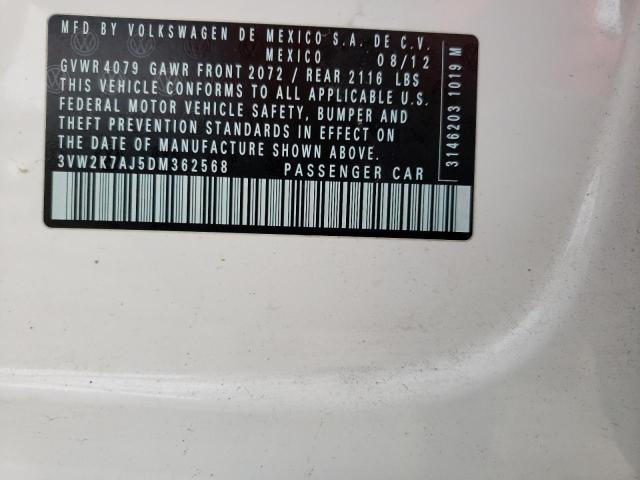 MFD BY VOLKSWAGEN DE MEXICO S.A. DE C.V.
MEXICO 08/12
GVWR 4079 GAWR FRONT 2072 / REAR 2116 LBS
THIS VEHICLE CONFORMS TO ALL APPLICABLE U.S.
FEDERAL MOTOR VEHICLE SAFETY, BUMPER AND
THEFT PREVENTION STANDARDS IN EFFECT ON
THE DATE OF MANUFACTURE SHOWN ABOVE.
3VW2K7AJ5DM362568 PASSENGER CAR
3146203 1019 M